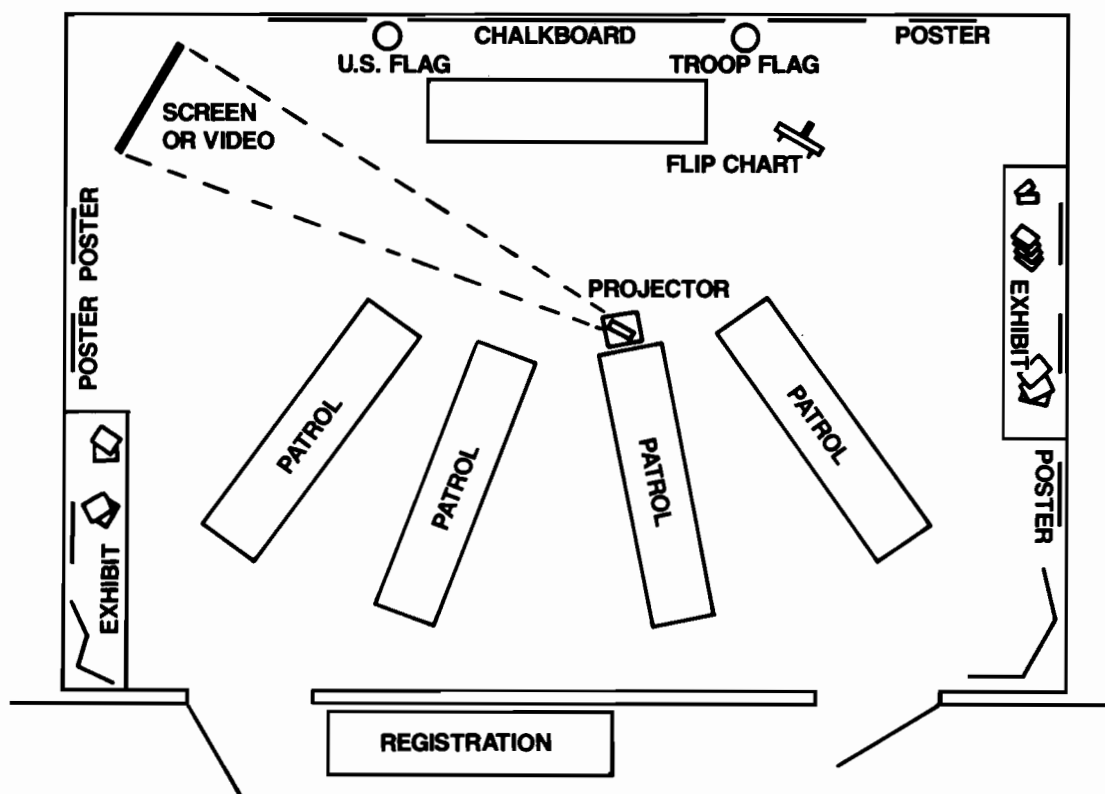 CHALKBOARD
POSTER
U.S. FLAG
TROOP FLAG
SCREEN
OR VIDEO
FLIP CHART
POSTER
POSTER
PROJECTOR
EXHIBIT
PATROL
PATROL
PATROL
PATROL
POSTER
EXHIBIT
REGISTRATION